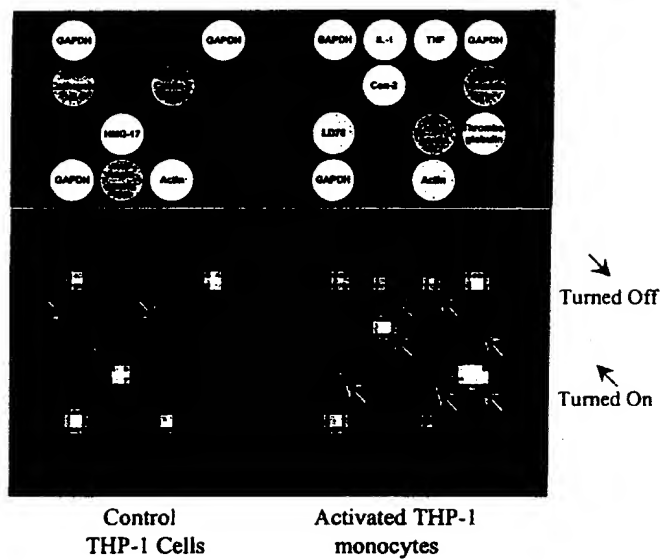 GAPDH GAPDH GAPDH IL-1 TNF GAPDH
Cox-2
HMG-17 LD78
GAPDH Actin GAPDH Actin
Turned Off
Turned On
Control Activated THP-1
THP-1 Cells monocytes